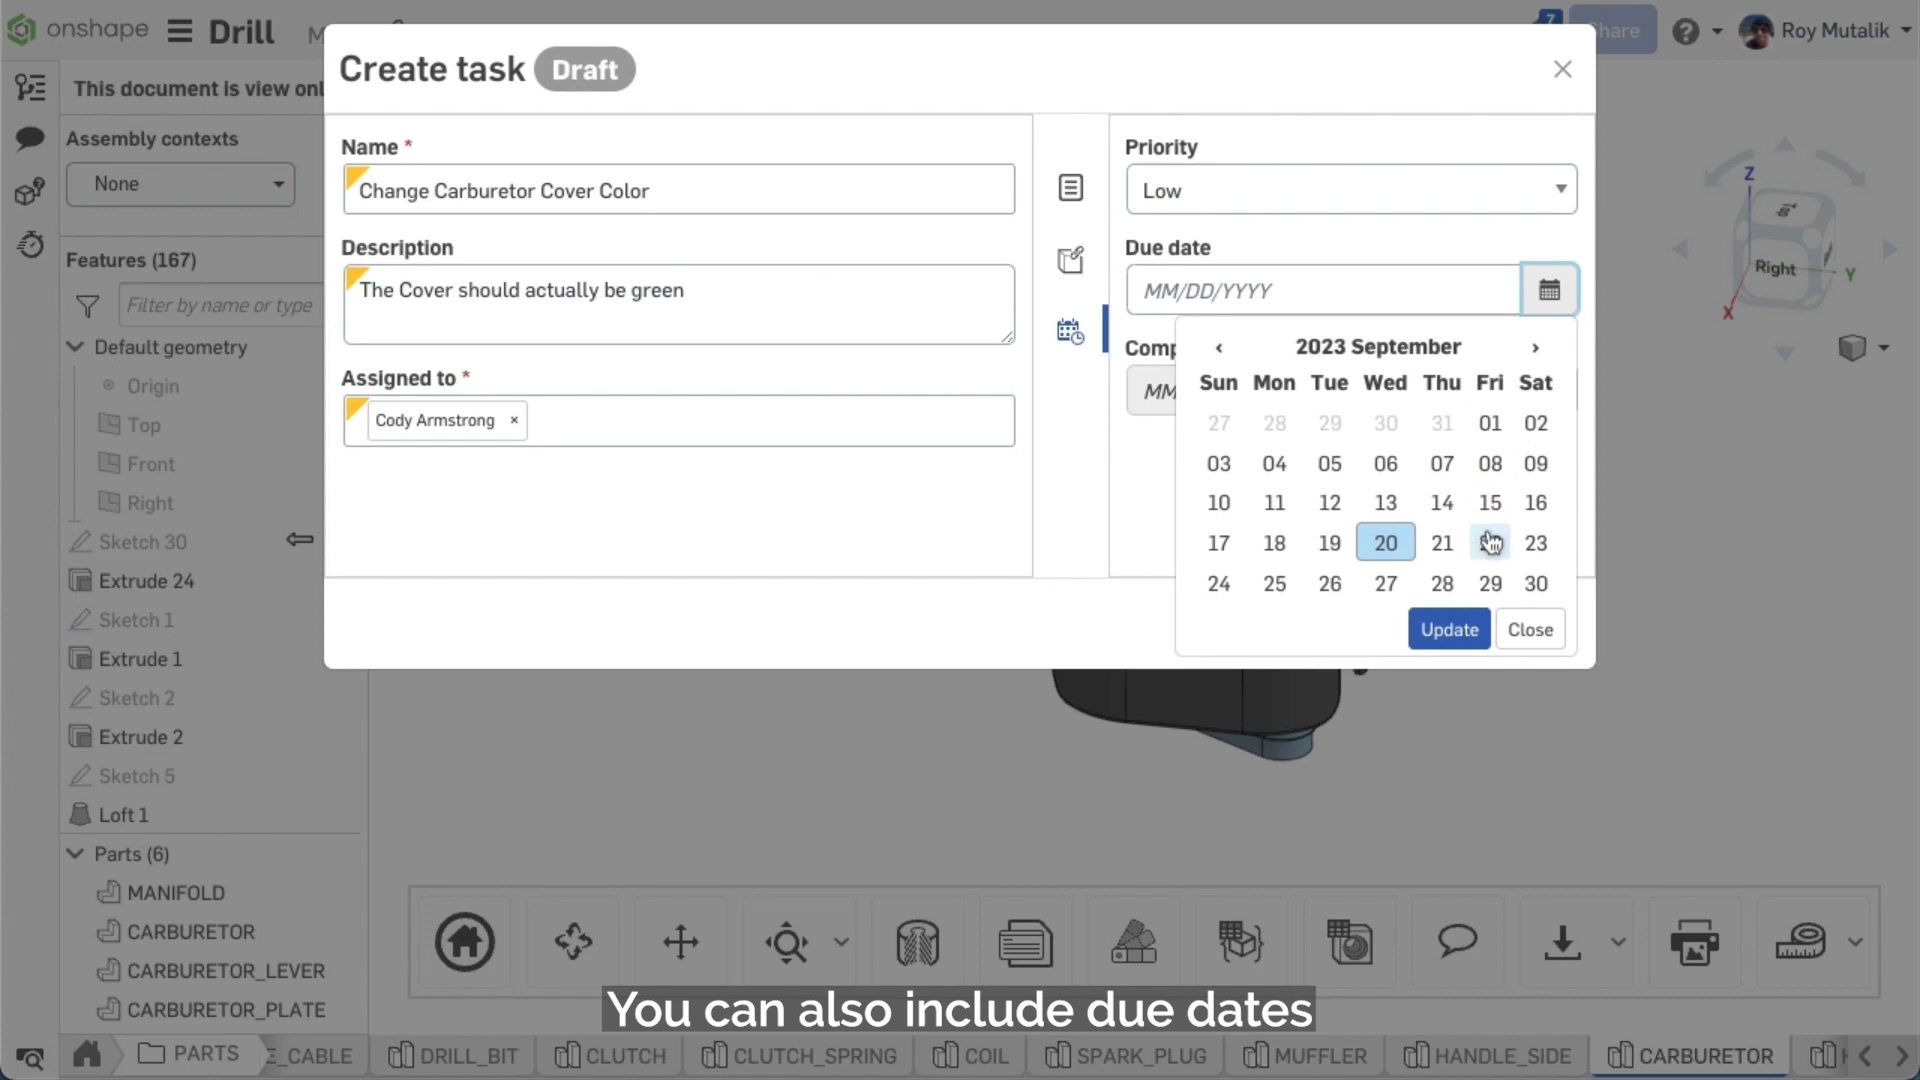 onshape
Drill
M
7
Share
Roy Mutalik
This document is view onl
Assembly contexts
None
Features (167)
Filter by name or type
Default geometry
Origin
Top
Front
Right
Sketch 30
Extrude 24
Sketch 1
Extrude 1
Sketch 2
Extrude 2
Sketch 5
Loft 1
Parts (6)
MANIFOLD
CARBURETOR
CARBURETOR_LEVER
CARBURETOR_PLATE
Create task Draft
Name *
Change Carburetor Cover Color
Description
The Cover should actually be green
Assigned to *
Cody Armstrong ×
Priority
Low
Due date
MM/DD/YYYY
Comp
MM
‹ 2023 September ›
Sun Mon Tue Wed Thu Fri Sat
27 28 29 30 31 01 02
03 04 05 06 07 08 09
10 11 12 13 14 15 16
17 18 19 20 21 23
24 25 26 27 28 29 30
Update Close
Z
Right
Y
X
You can also include due dates
PARTS E_CABLE DRILL_BIT CLUTCH CLUTCH_SPRING COIL SPARK_PLUG MUFFLER HANDLE_SIDE CARBURETOR